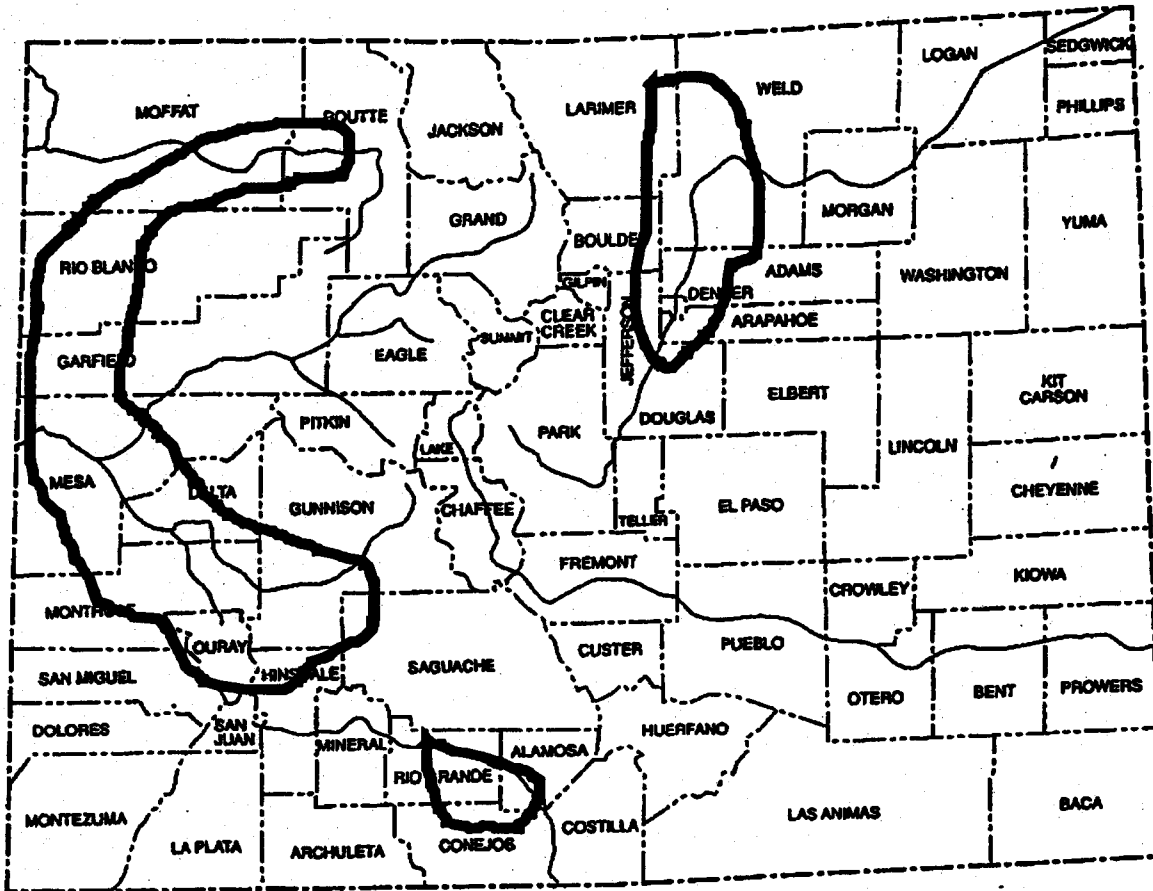 LOGAN
SEDGWICK
MOFFAT
ROUTTE
JACKSON
LARIMER
WELD
PHILLIPS
GRAND
BOULDE
MORGAN
YUMA
RIO BLANCO
GILPIN
ADAMS
WASHINGTON
DENVER
CLEAR
CREEK
SUMMIT
ARAPAHOE
GARFIELD
EAGLE
JEFFERSON
KIT
CARSON
ELBERT
PITKIN
DOUGLAS
PARK
LAKE
LINCOLN
MESA
DELTA
GUNNISON
CHAFFEE
CHEYENNE
EL PASO
TELLER
FREMONT
KIOWA
CROWLEY
MONTROSE
OURAY
PUEBLO
CUSTER
SAGUACHE
HINSDALE
SAN MIGUEL
OTERO
BENT
PROWERS
DOLORES
SAN
JUAN
HUERFANO
MINERAL
ALAMOSA
RIO GRANDE
BACA
LAS ANIMAS
MONTEZUMA
COSTILLA
LA PLATA
ARCHULETA
CONEJOS